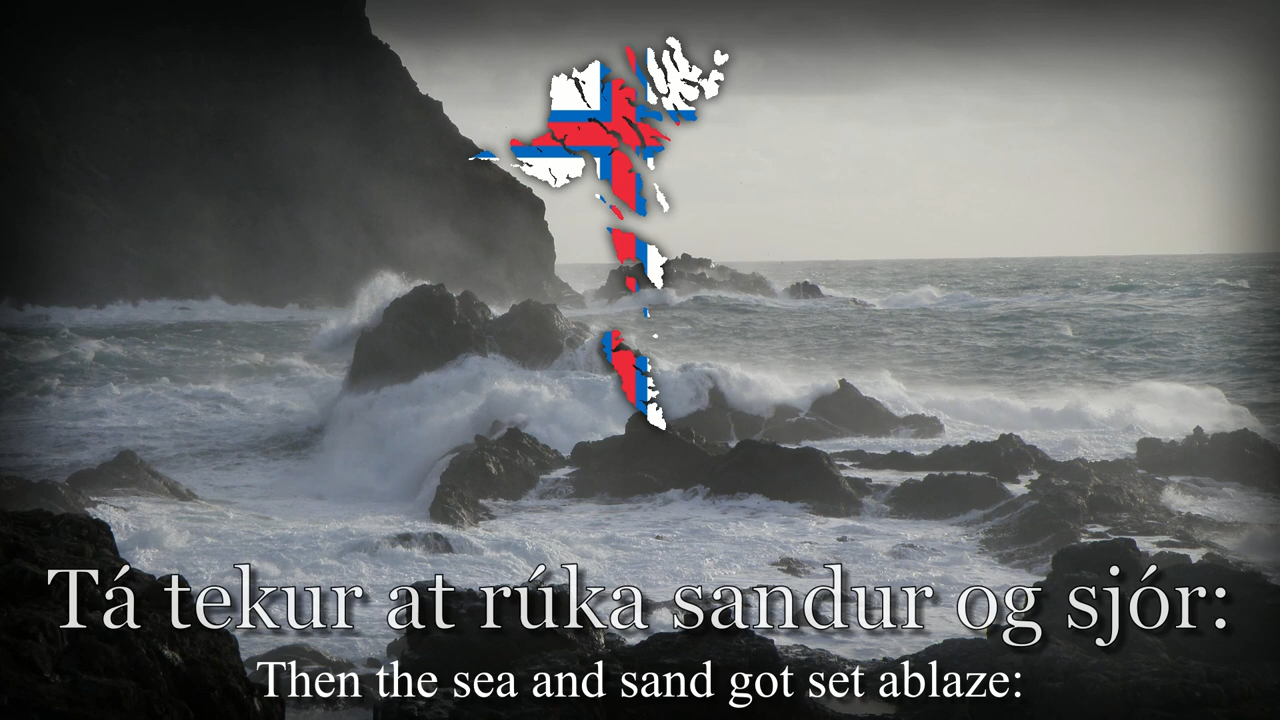 Tá tekur at rúka sandur og sjór:
Then the sea and sand got set ablaze: